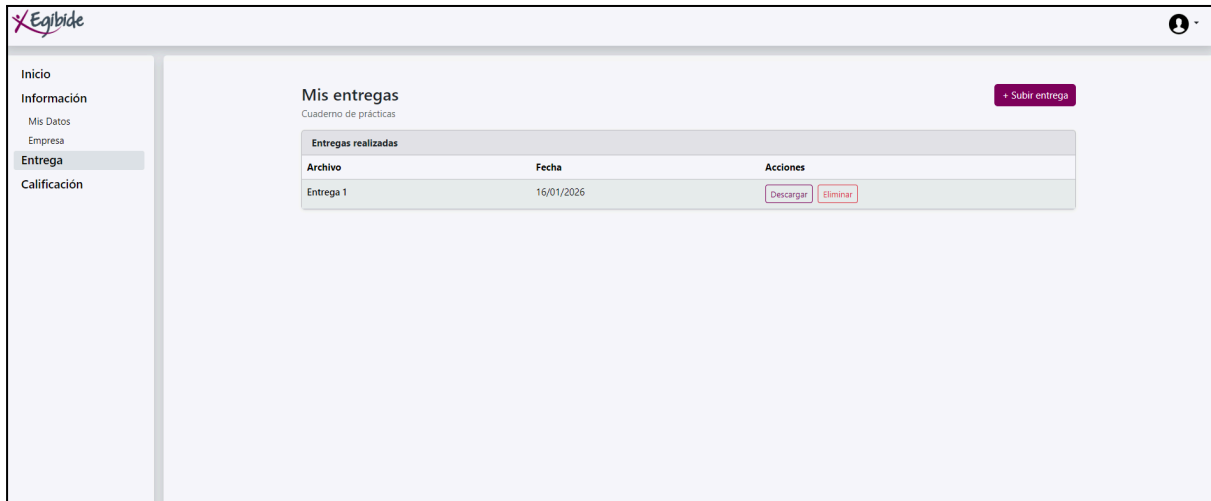 Egibide
Inicio
Información
Mis Datos
Empresa
Entrega
Calificación
Mis entregas
+ Subir entrega
Cuaderno de prácticas
Entregas realizadas
Archivo Fecha Acciones
Entrega 1 16/01/2026 Descargar Eliminar